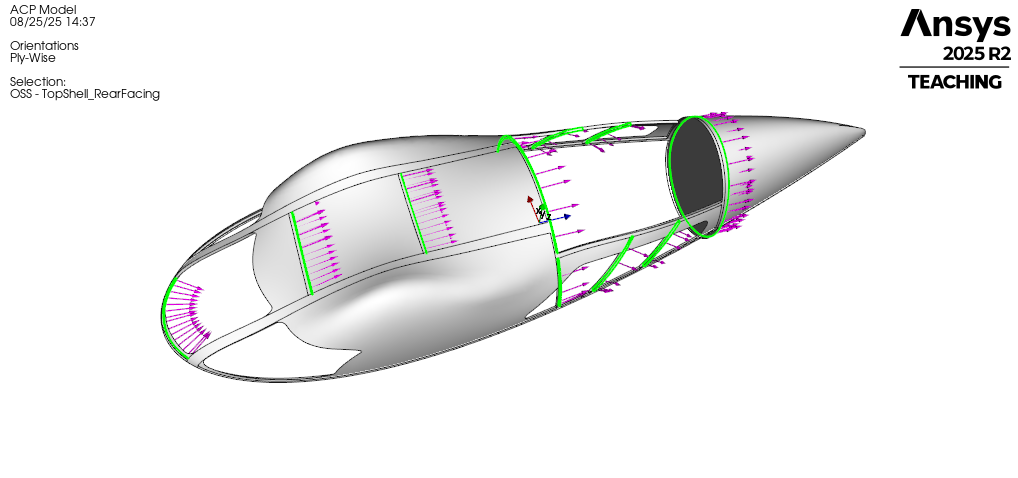 ACP Model
08/25/25 14:37
Orientations
Ply-Wise
Selection:
OSS - TopShell_RearFacing
Ansys
2025 R2
TEACHING